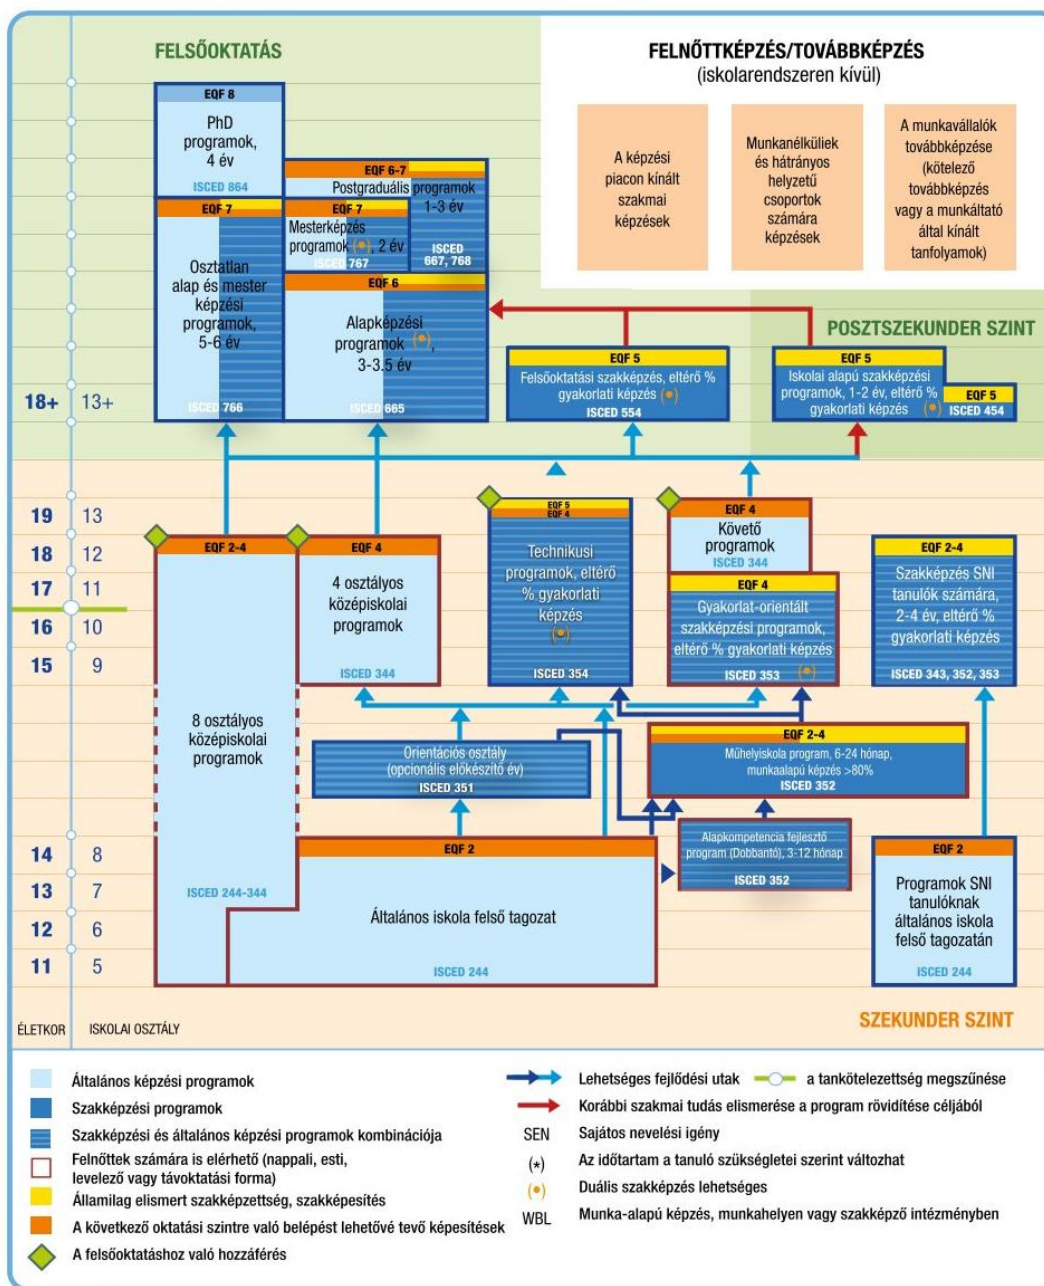 FELSŐOKTATÁS
FELNŐTTKÉPZÉS/TOVÁBBKÉPZÉS
(iskolarendszeren kívül)
A képzési
piacon kínált
szakmai
képzések
Munkanélküliek
és hátrányos
helyzetű
csoportok
számára
képzések
A munkavállalók
továbbképzése
(kötelező
továbbképzés
vagy a munkáltató
által kínált
tanfolyamok)
EQF 8
PhD
programok,
4 év
ISCED 864
EQF 6-7
Postgraduális programok
1-3 év
ISCED
667, 768
EQF 7
Mesterképzés
programok (•), 2 év
ISCED 767
EQF 7
Osztatlan
alap és mester
képzési
programok,
5-6 év
ISCED 766
EQF 6
Alapképzési
programok (•),
3-3.5 év
ISCED 665
POSZTSZEKUNDER SZINT
EQF 5
Felsőoktatási szakképzés, eltérő %
gyakorlati képzés (•)
ISCED 554
EQF 5
Iskolai alapú szakképzési
programok, 1-2 év, eltérő %
gyakorlati képzés (•)
EQF 5
ISCED 454
18+ 13+
19 13
18 12
17 11
16 10
15 9
14 8
13 7
12 6
11 5
ÉLETKOR ISKOLAI OSZTÁLY
EQF 2-4
8 osztályos
középiskolai
programok
ISCED 244-344
EQF 4
4 osztályos
középiskolai
programok
ISCED 344
EQF 5
EQF 4
Technikusi
programok, eltérő
% gyakorlati
képzés
(•)
ISCED 354
EQF 4
Követő
programok
ISCED 344
EQF 4
Gyakorlat-orientált
szakképzési programok,
eltérő % gyakorlati képzés
ISCED 353 (•)
EQF 2-4
Szakképzés SNI
tanulók számára,
2-4 év, eltérő %
gyakorlati képzés
ISCED 343, 352, 353
Orientációs osztály
(opcionális előkészítő év)
ISCED 351
EQF 2-4
Műhelyiskola program, 6-24 hónap,
munkaalapú képzés >80%
ISCED 352
Alapkompetencia fejlesztő
program (Dobbantó), 3-12 hónap
ISCED 352
EQF 2
Általános iskola felső tagozat
ISCED 244
EQF 2
Programok SNI
tanulóknak
általános iskola
felső tagozatán
ISCED 244
SZEKUNDER SZINT
Általános képzési programok
Szakképzési programok
Szakképzési és általános képzési programok kombinációja
Felnőttek számára is elérhető (nappali, esti,
levelező vagy távoktatási forma)
Államilag elismert szakképzettség, szakképesítés
A következő oktatási szintre való belépést lehetővé tevő képesítések
A felsőoktatáshoz való hozzáférés
Lehetséges fejlődési utak
a tankötelezettség megszűnése
Korábbi szakmai tudás elismerése a program rövidítése céljából
SEN Sajátos nevelési igény
(*) Az időtartam a tanuló szükségletei szerint változhat
(•) Duális szakképzés lehetséges
WBL Munka-alapú képzés, munkahelyen vagy szakképző intézményben